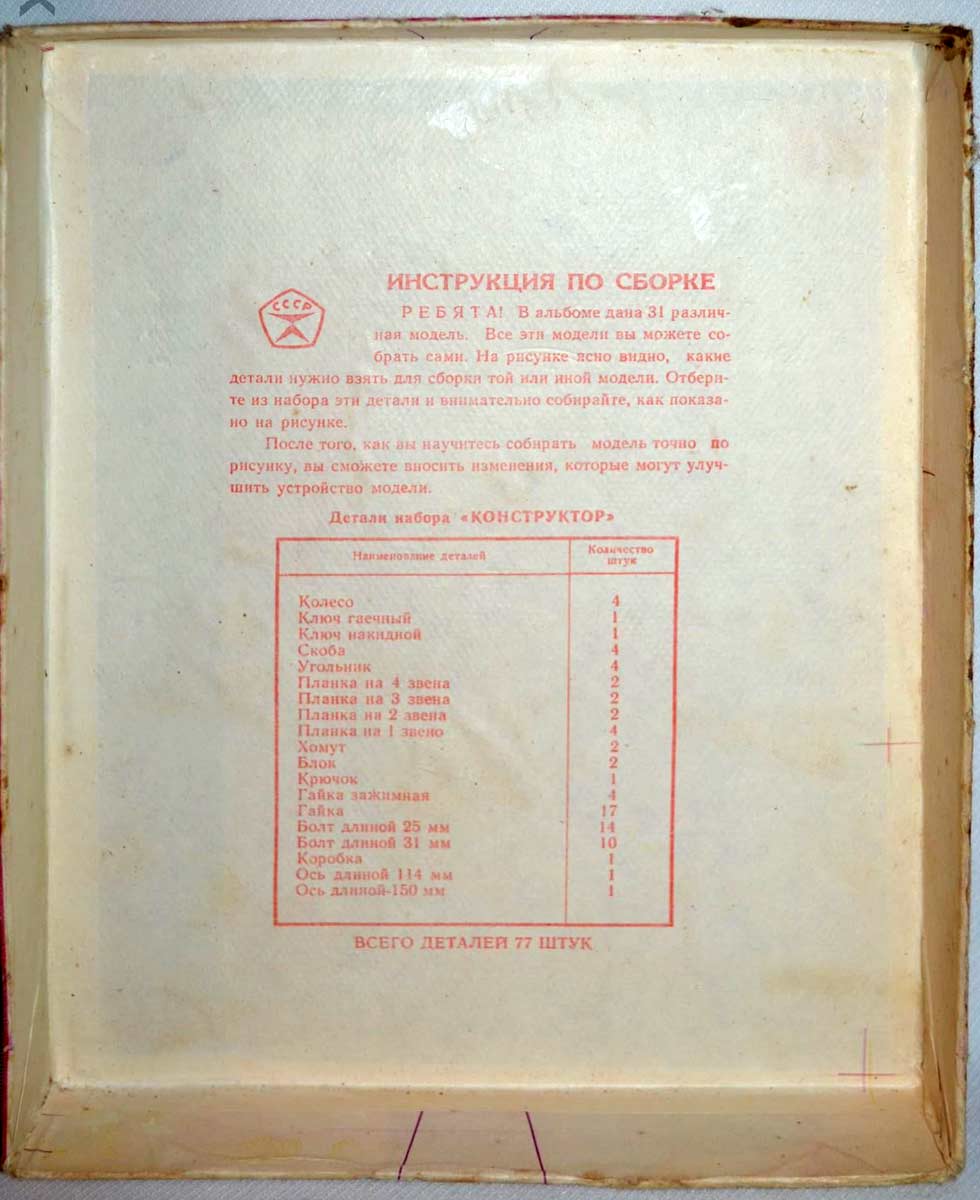 СССР
ИНСТРУКЦИЯ ПО СБОРКЕ
РЕБЯТА! В альбоме дана 31 различ-
ная модель. Все эти модели вы можете со-
брать сами. На рисунке ясно видно, какие
детали нужно взять для сборки той или иной модели. Отбери-
те из набора эти детали и внимательно собирайте, как показа-
но на рисунке.
После того, как вы научитесь собирать модель точно по
рисунку, вы сможете вносить изменения, которые могут улуч-
шить устройство модели.
Детали набора «КОНСТРУКТОР»
Наименование деталей Количество штук
Колесо 4
Ключ гаечный 1
Ключ накидной 1
Скоба 4
Угольник 4
Планка на 4 звена 2
Планка на 3 звена 2
Планка на 2 звена 2
Планка на 1 звено 4
Хомут 2
Блок 2
Крючок 1
Гайка зажимная 4
Гайка 17
Болт длиной 25 мм 14
Болт длиной 31 мм 10
Коробка 1
Ось длиной 114 мм 1
Ось длиной-150 мм 1
ВСЕГО ДЕТАЛЕЙ 77 ШТУК